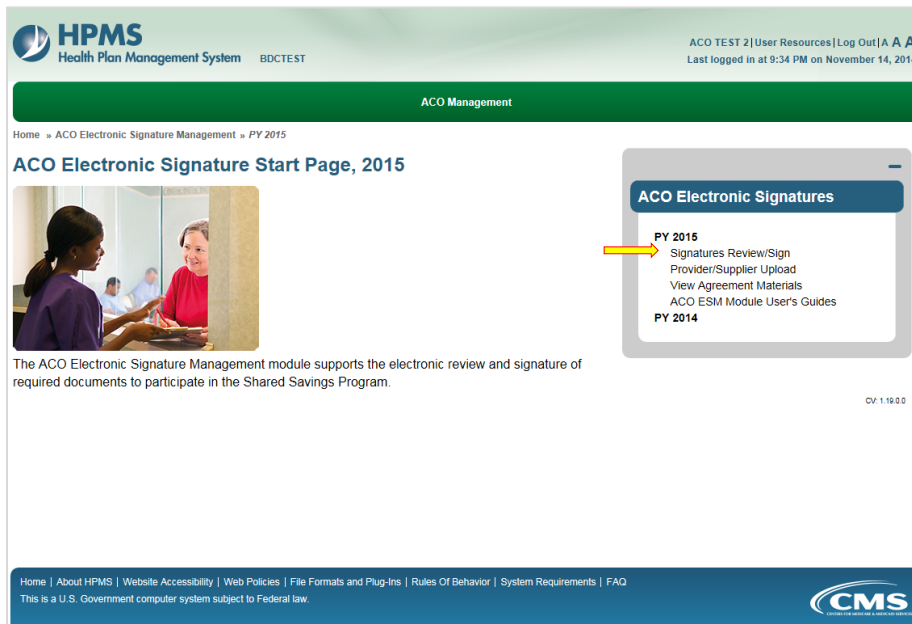 HPMS
Health Plan Management System BDCTEST
ACO TEST 2|User Resources|Log Out|A A A
Last logged in at 9:34 PM on November 14, 201
ACO Management
Home » ACO Electronic Signature Management » PY 2015
ACO Electronic Signature Start Page, 2015
The ACO Electronic Signature Management module supports the electronic review and signature of
required documents to participate in the Shared Savings Program.
ACO Electronic Signatures
PY 2015
Signatures Review/Sign
Provider/Supplier Upload
View Agreement Materials
ACO ESM Module User's Guides
PY 2014
CV: 1.19.0.0
Home | About HPMS | Website Accessibility | Web Policies | File Formats and Plug-Ins | Rules Of Behavior | System Requirements | FAQ
This is a U.S. Government computer system subject to Federal law.
CMS
CENTERS FOR MEDICARE & MEDICAID SERVICES